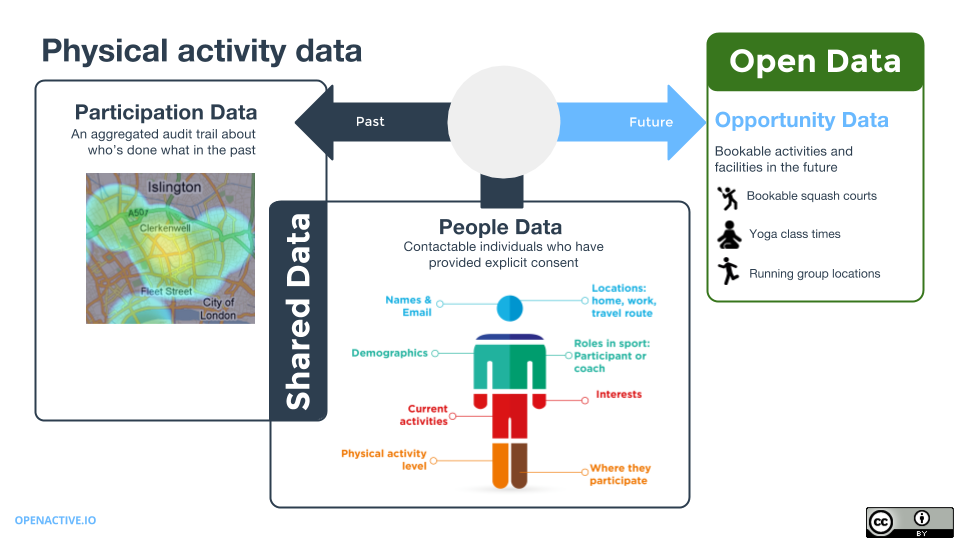 Physical activity data
Participation Data
An aggregated audit trail about
who's done what in the past
Islington
A501
Clerkenwell
Fleet Street
City of
London
Past
Future
Open Data
Opportunity Data
Bookable activities and
facilities in the future
Bookable squash courts
Yoga class times
Running group locations
Shared Data
People Data
Contactable individuals who have
provided explicit consent
Names &
Email
Locations:
home, work,
travel route
Demographics
Roles in sport:
Participant or
coach
Interests
Current
activities
Physical activity
level
Where they
participate
OPENACTIVE.IO
cc
BY